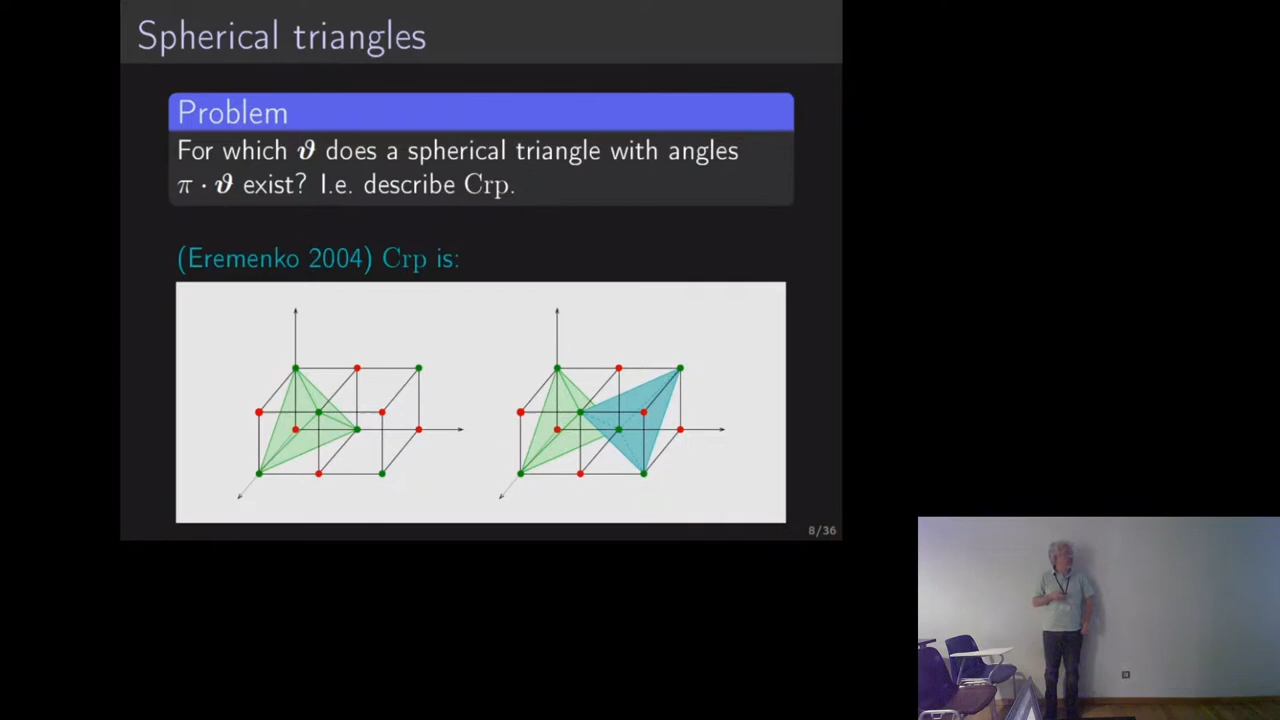 Spherical triangles
Problem
For which ϑ does a spherical triangle with angles
π · ϑ exist? I.e. describe Crp.
(Eremenko 2004) Crp is:
8/36